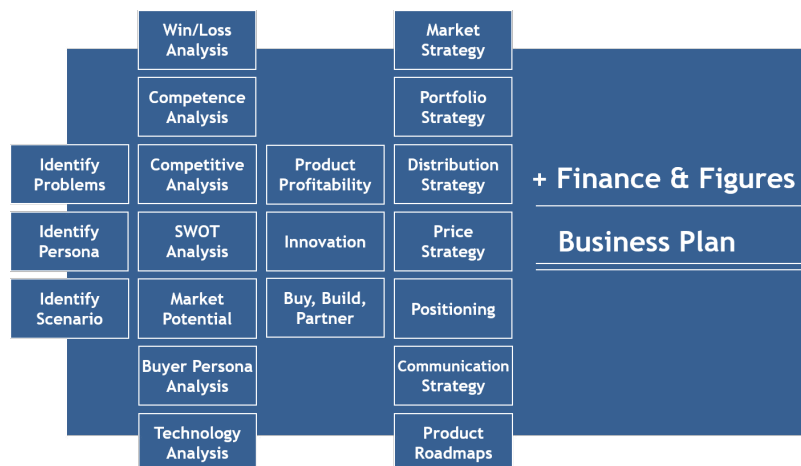 Identify
Problems
Identify
Persona
Identify
Scenario
Win/Loss
Analysis
Competence
Analysis
Competitive
Analysis
SWOT
Analysis
Market
Potential
Buyer Persona
Analysis
Technology
Analysis
Product
Profitability
Innovation
Buy, Build,
Partner
Market
Strategy
Portfolio
Strategy
Distribution
Strategy
Price
Strategy
Positioning
Communication
Strategy
Product
Roadmaps
+ Finance & Figures
Business Plan